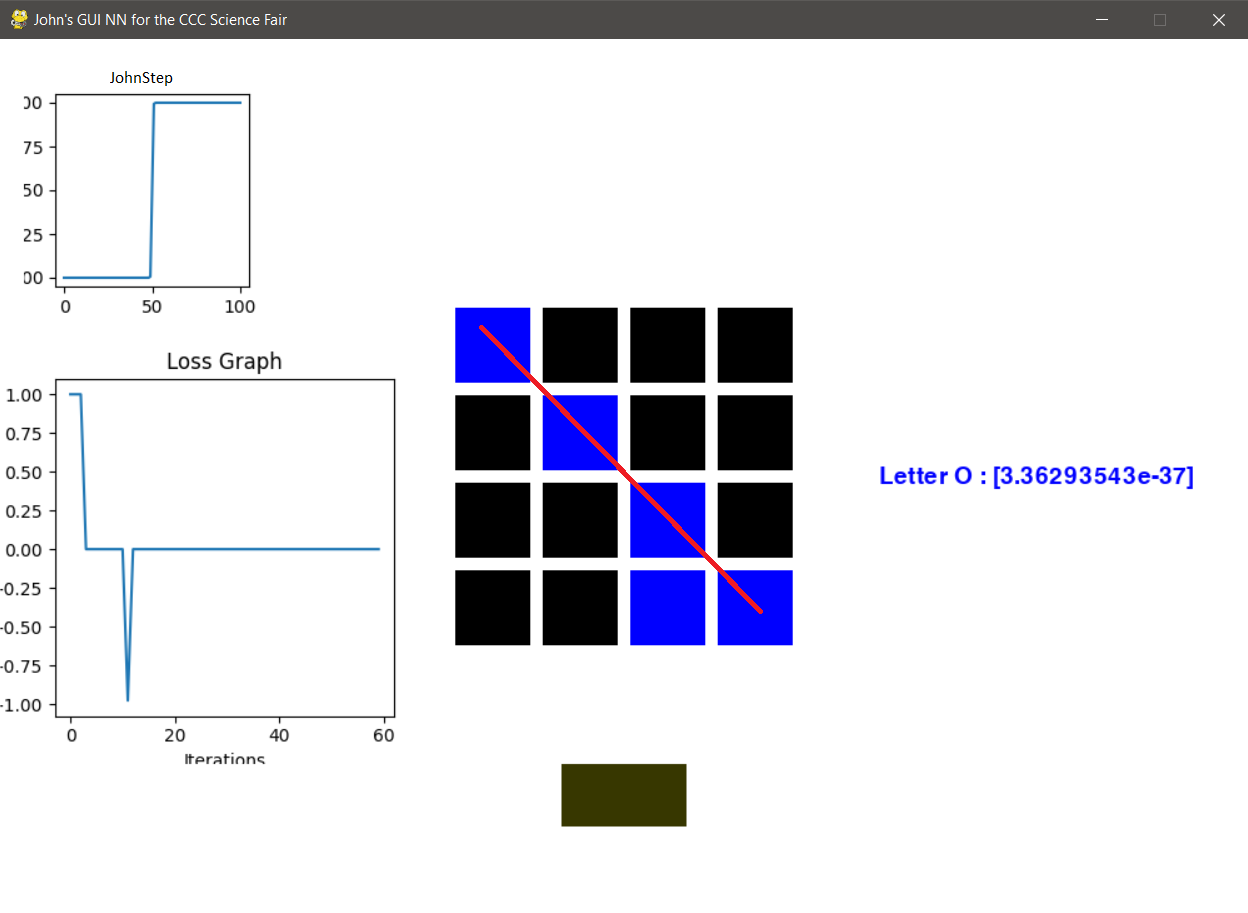 John's GUI NN for the CCC Science Fair
JohnStep
00
75
50
25
00
0 50 100
Loss Graph
1.00
0.75
0.50
0.25
0.00
-0.25
-0.50
-0.75
-1.00
0 20 40 60
Iterations
Letter O : [3.36293543e-37]